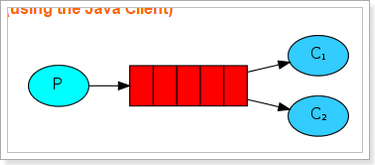 (using the Java Client)
P
C₁
C₂